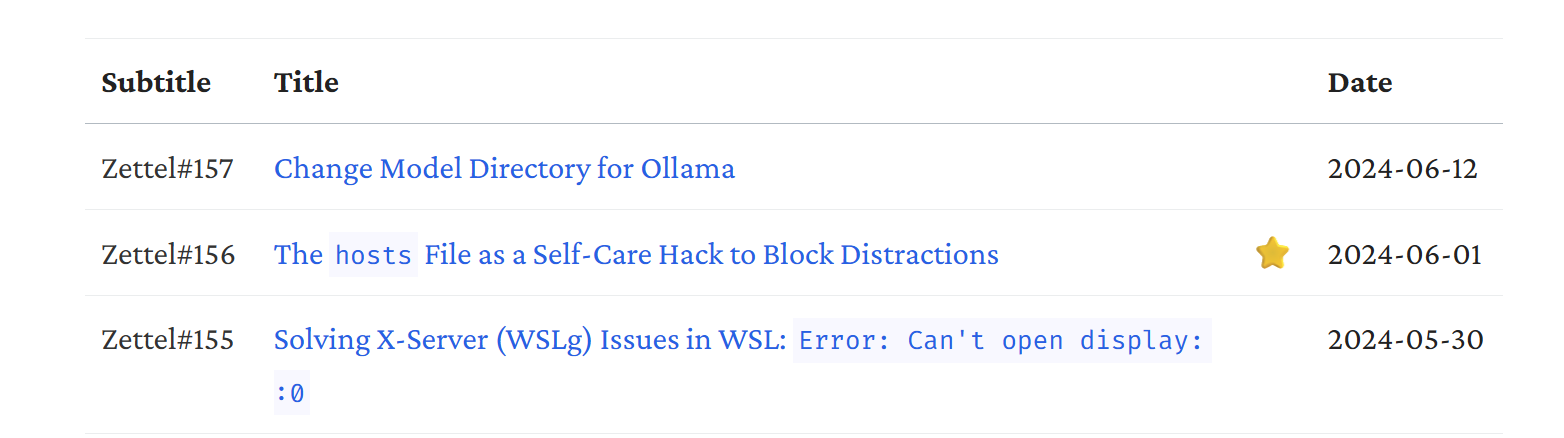 Subtitle Title Date
Zettel#157 Change Model Directory for Ollama 2024-06-12
Zettel#156 The hosts File as a Self-Care Hack to Block Distractions ⭐ 2024-06-01
Zettel#155 Solving X-Server (WSLg) Issues in WSL: Error: Can't open display: 2024-05-30
:0